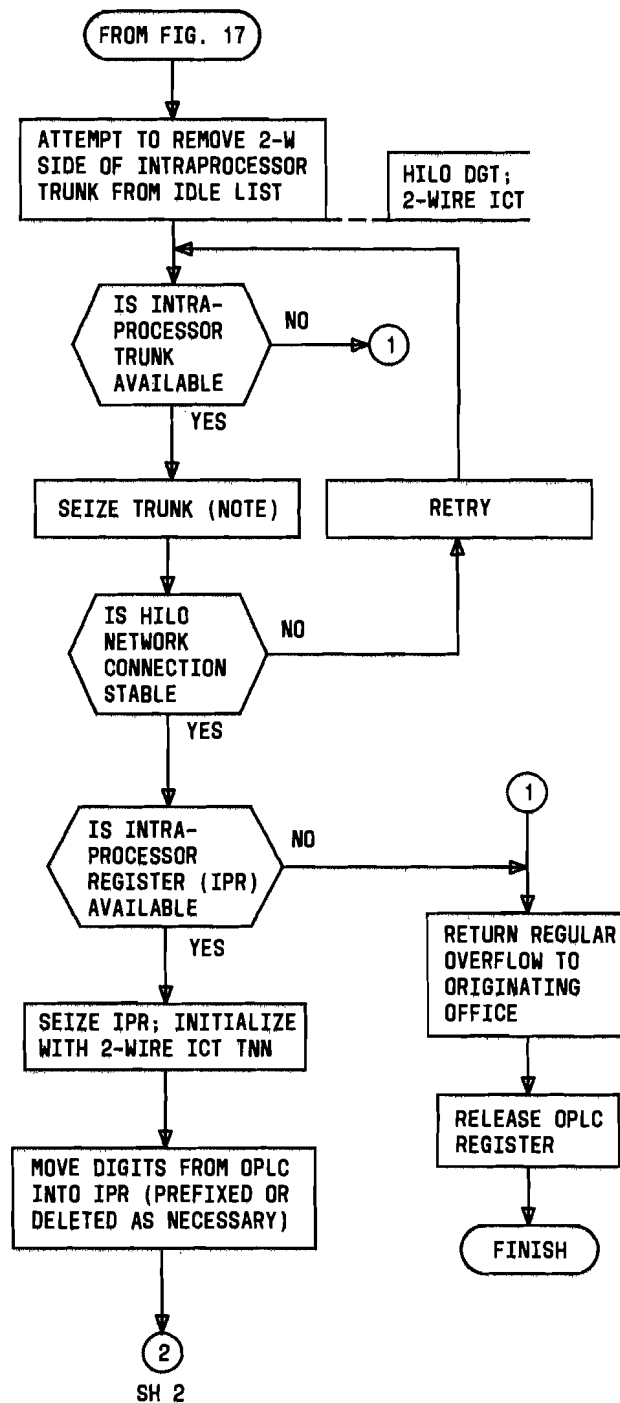 FROM FIG. 17
ATTEMPT TO REMOVE 2-W
SIDE OF INTRAPROCESSOR
TRUNK FROM IDLE LIST
HILO DGT;
2-WIRE ICT
IS INTRA-
PROCESSOR
TRUNK
AVAILABLE
NO
1
YES
SEIZE TRUNK (NOTE)
RETRY
IS HILO
NETWORK
CONNECTION
STABLE
NO
YES
IS INTRA-
PROCESSOR
REGISTER (IPR)
AVAILABLE
NO
1
YES
RETURN REGULAR
OVERFLOW TO
ORIGINATING
OFFICE
SEIZE IPR; INITIALIZE
WITH 2-WIRE ICT TNN
RELEASE OPLC
REGISTER
MOVE DIGITS FROM OPLC
INTO IPR (PREFIXED OR
DELETED AS NECESSARY)
FINISH
2
SH 2